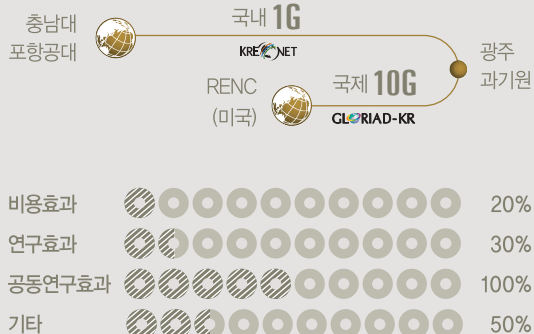 충남대
포항공대
국내 1G
KREONET
광주
과기원
RENC
(미국)
국제 10G
GLORIAD-KR
비용효과 20%
연구효과 30%
공동연구효과 100%
기타 50%